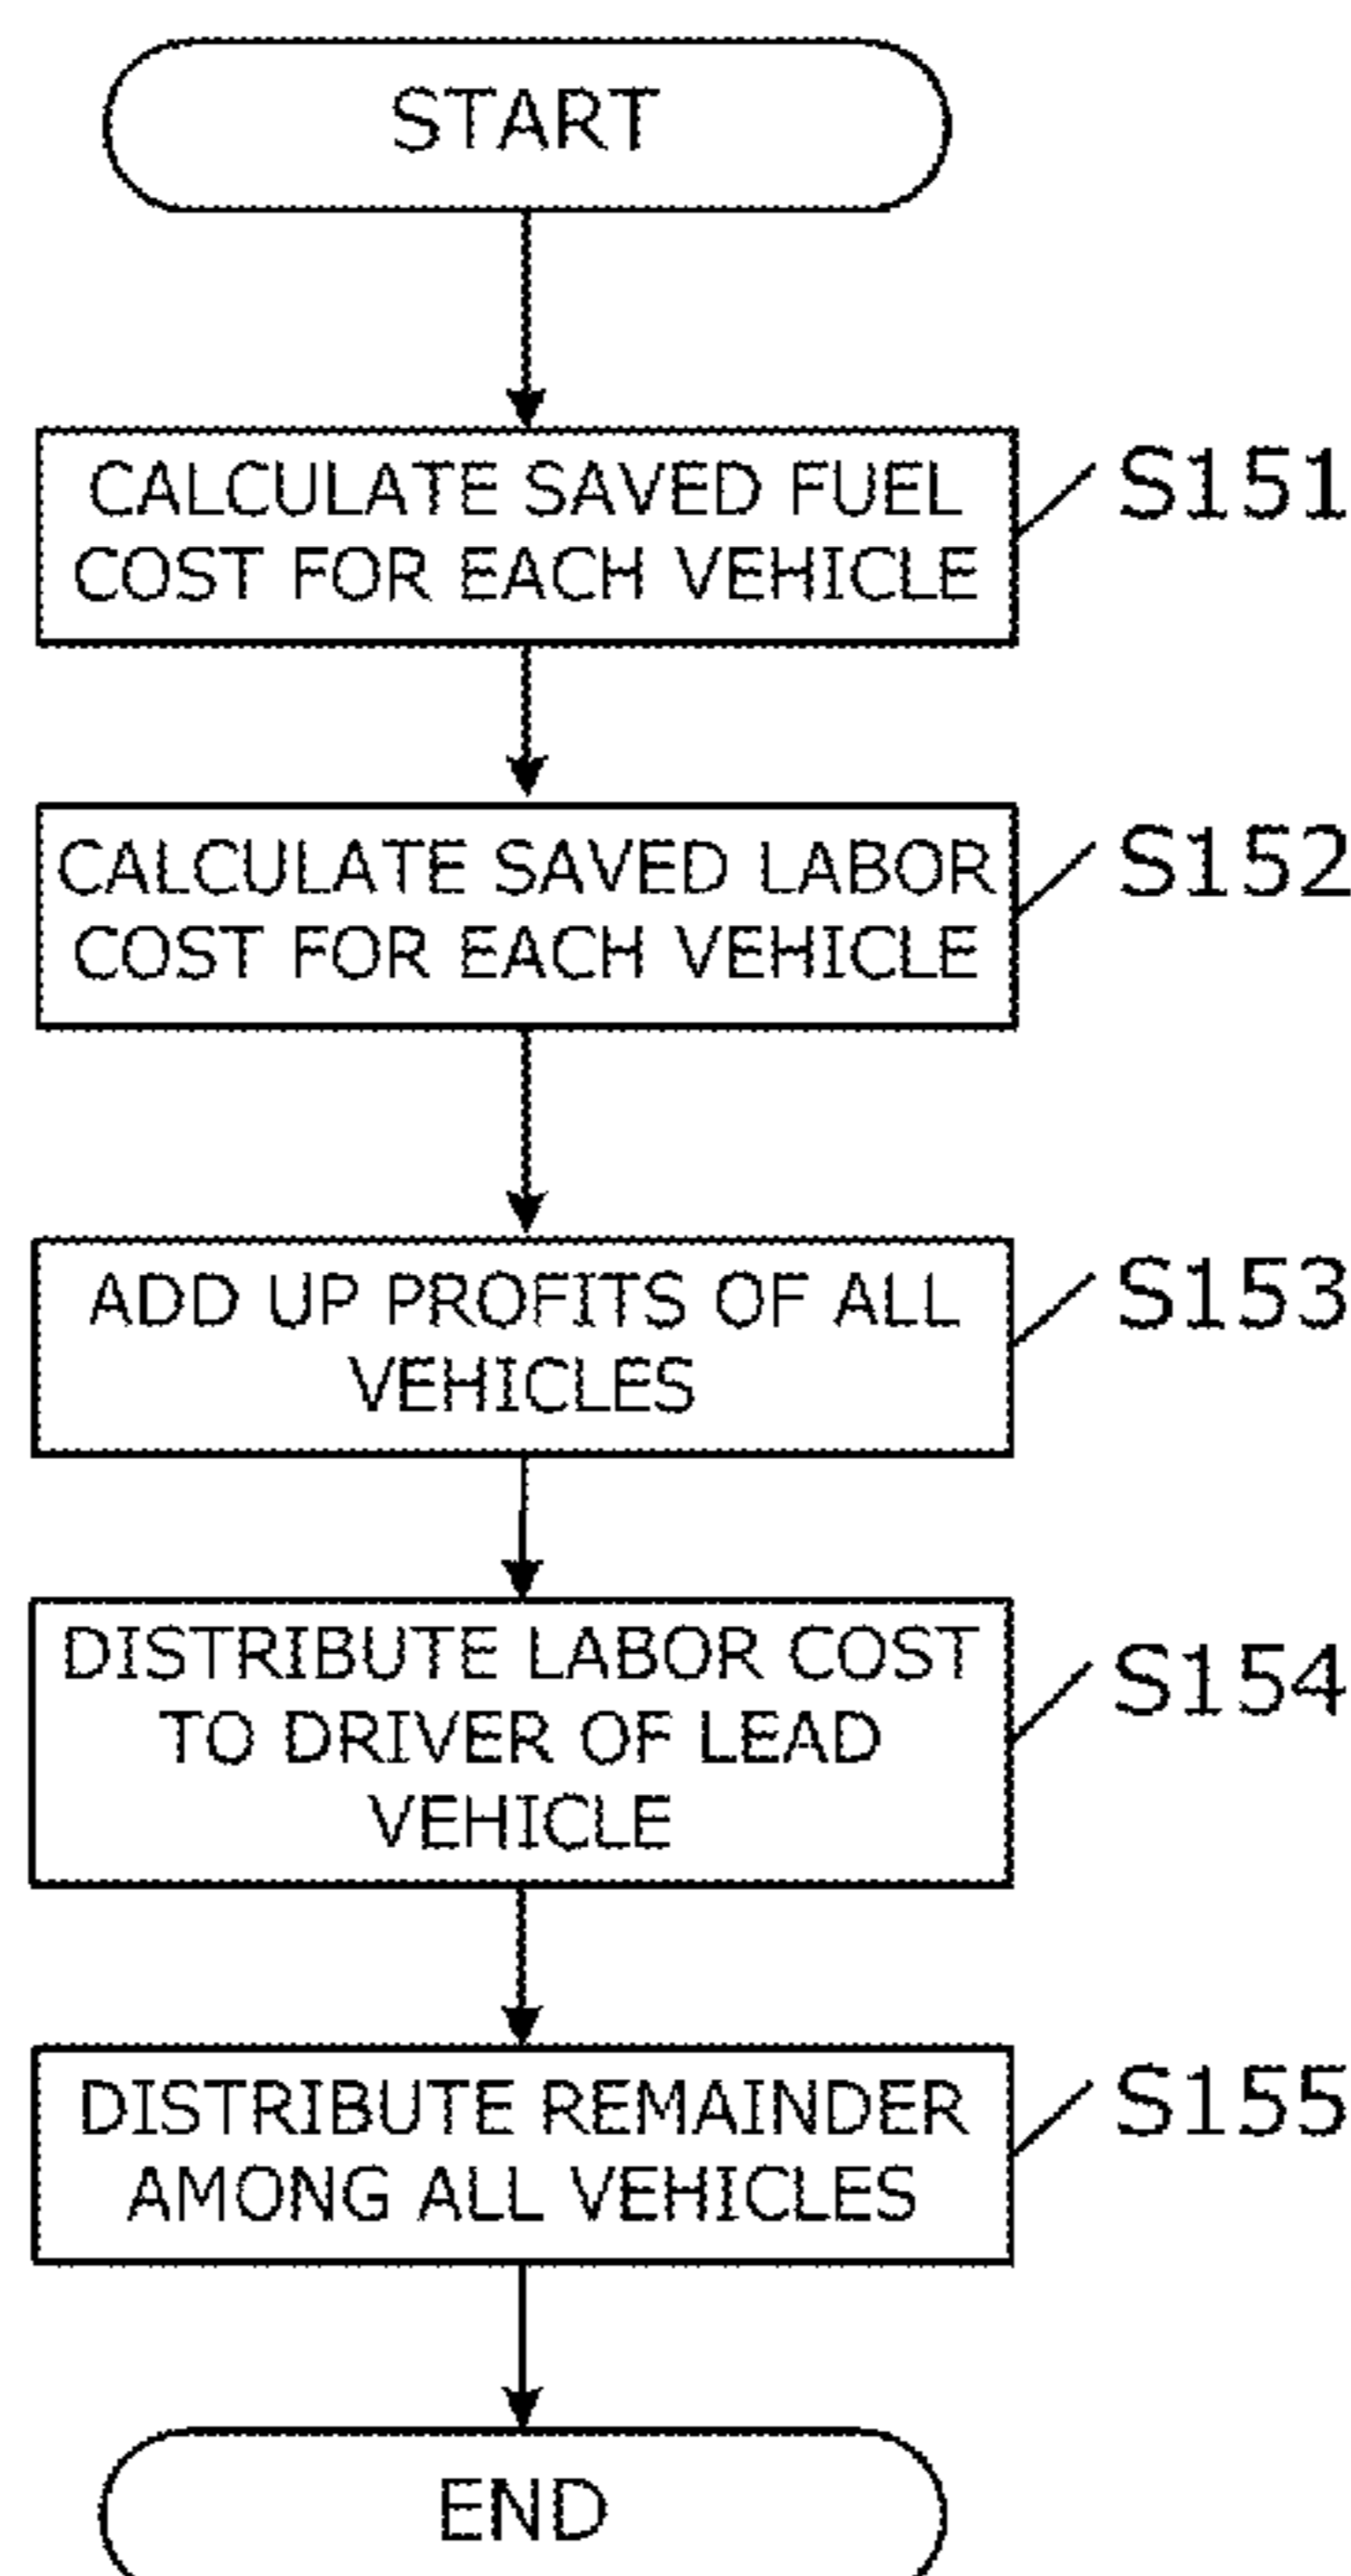 START
CALCULATE SAVED FUEL
COST FOR EACH VEHICLE
S151
CALCULATE SAVED LABOR
COST FOR EACH VEHICLE
S152
ADD UP PROFITS OF ALL
VEHICLES
S153
DISTRIBUTE LABOR COST
TO DRIVER OF LEAD
VEHICLE
S154
DISTRIBUTE REMAINDER
AMONG ALL VEHICLES
S155
END